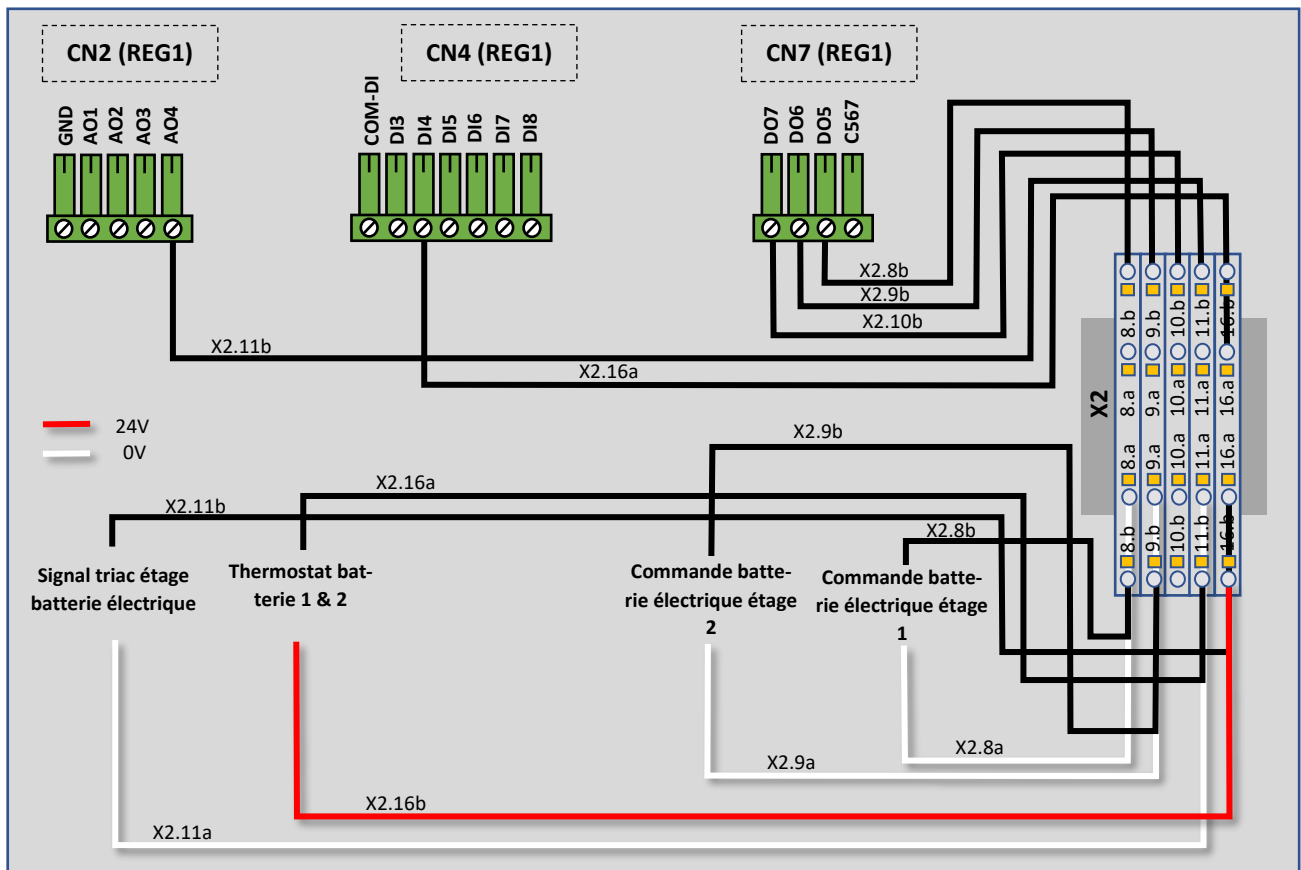 CN2 (REG1)
CN4 (REG1)
CN7 (REG1)
GND
AO1
AO2
AO3
AO4
COM-DI
DI3
DI4
DI5
DI6
DI7
DI8
DO7
DO6
DO5
C567
X2.8b
X2.9b
X2.10b
X2.11b
X2.16a
8.b
9.b
10.b
11.b
16.b
X2
8.a
9.a
10.a
11.a
16.a
24V
0V
8.a
9.a
10.a
11.a
16.a
8.b
9.b
10.b
11.b
16.b
X2.9b
X2.16a
X2.11b
X2.8b
Signal triac étage
batterie électrique
Thermostat bat-
terie 1 & 2
Commande batte-
rie électrique étage
2
Commande batte-
rie électrique étage
1
X2.8a
X2.9a
X2.16b
X2.11a